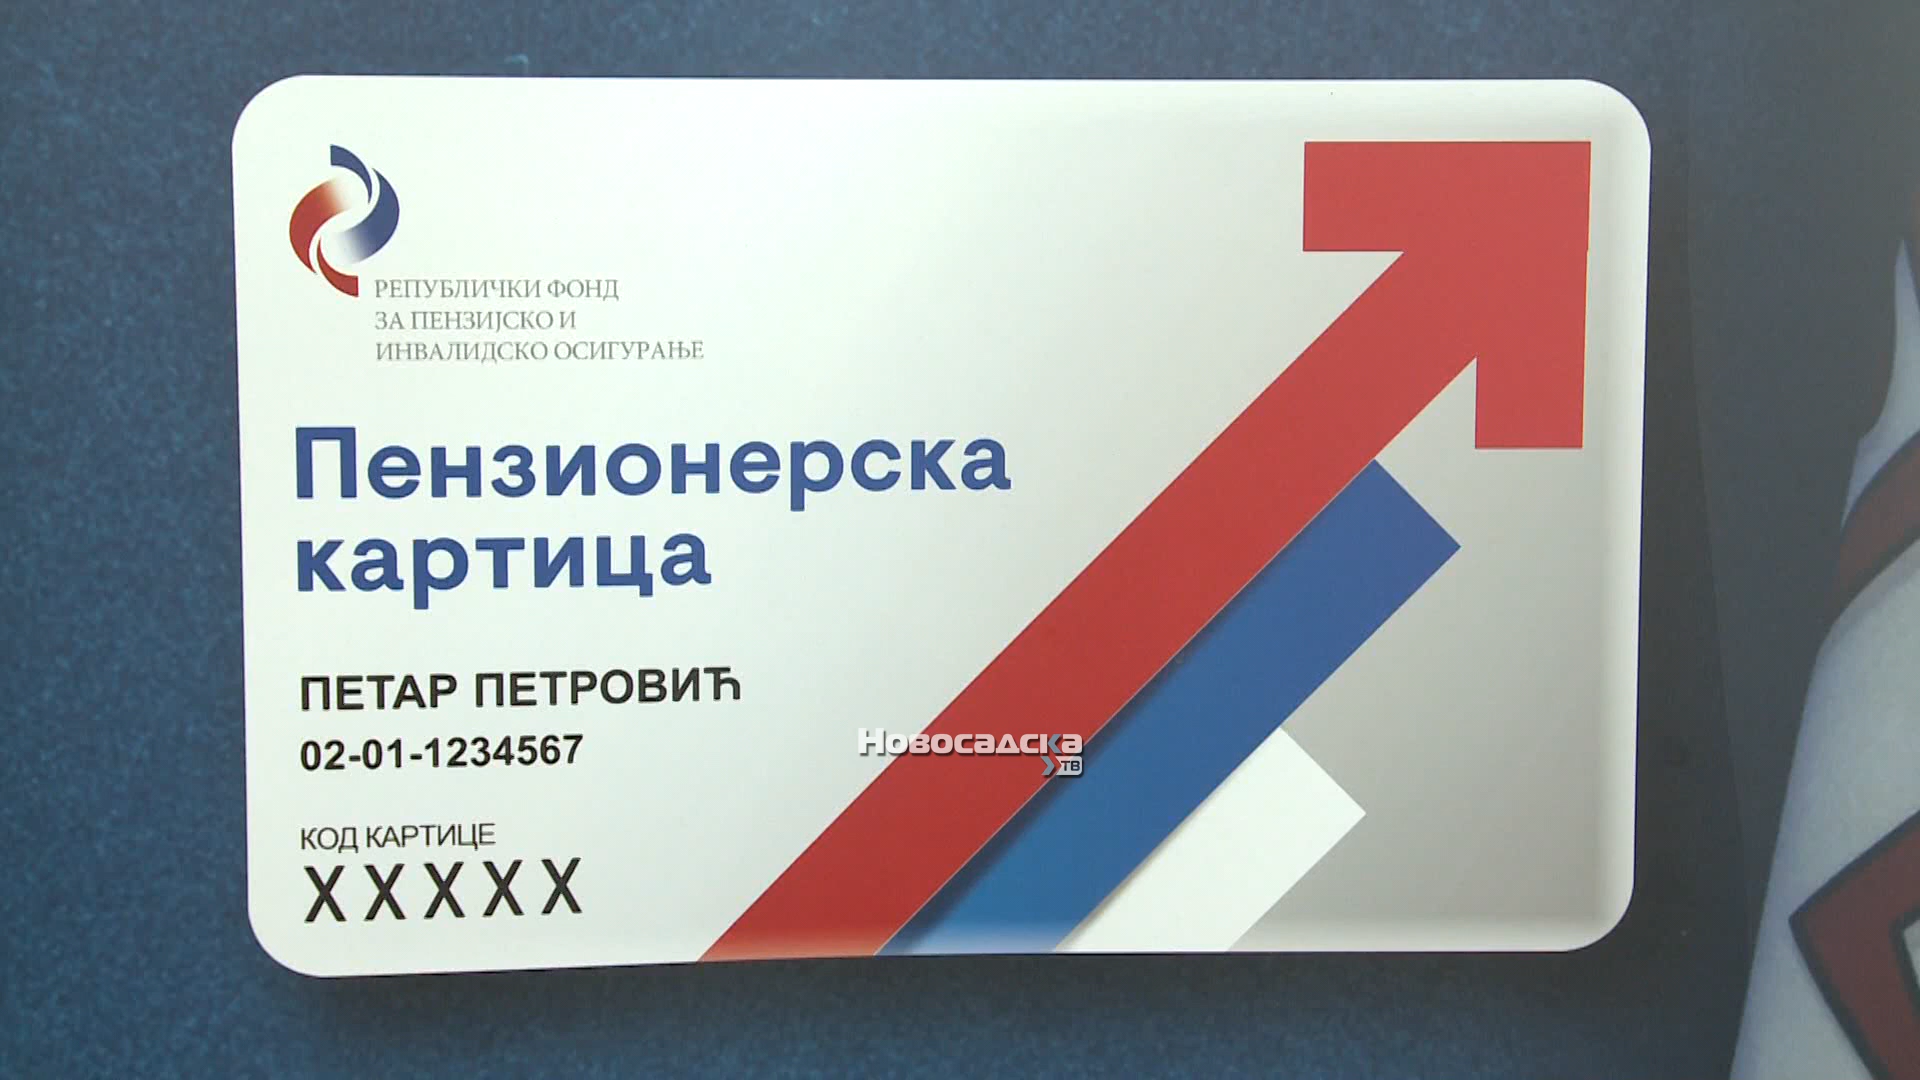 РЕПУБЛИЧКИ ФОНД
ЗА ПЕНЗИЈСКО И
ИНВАЛИДСКО ОСИГУРАЊЕ
Пензионерска
картица
ПЕТАР ПЕТРОВИЋ
02-01-1234567
Новосадска
ТВ
КОД КАРТИЦЕ
XXXXX